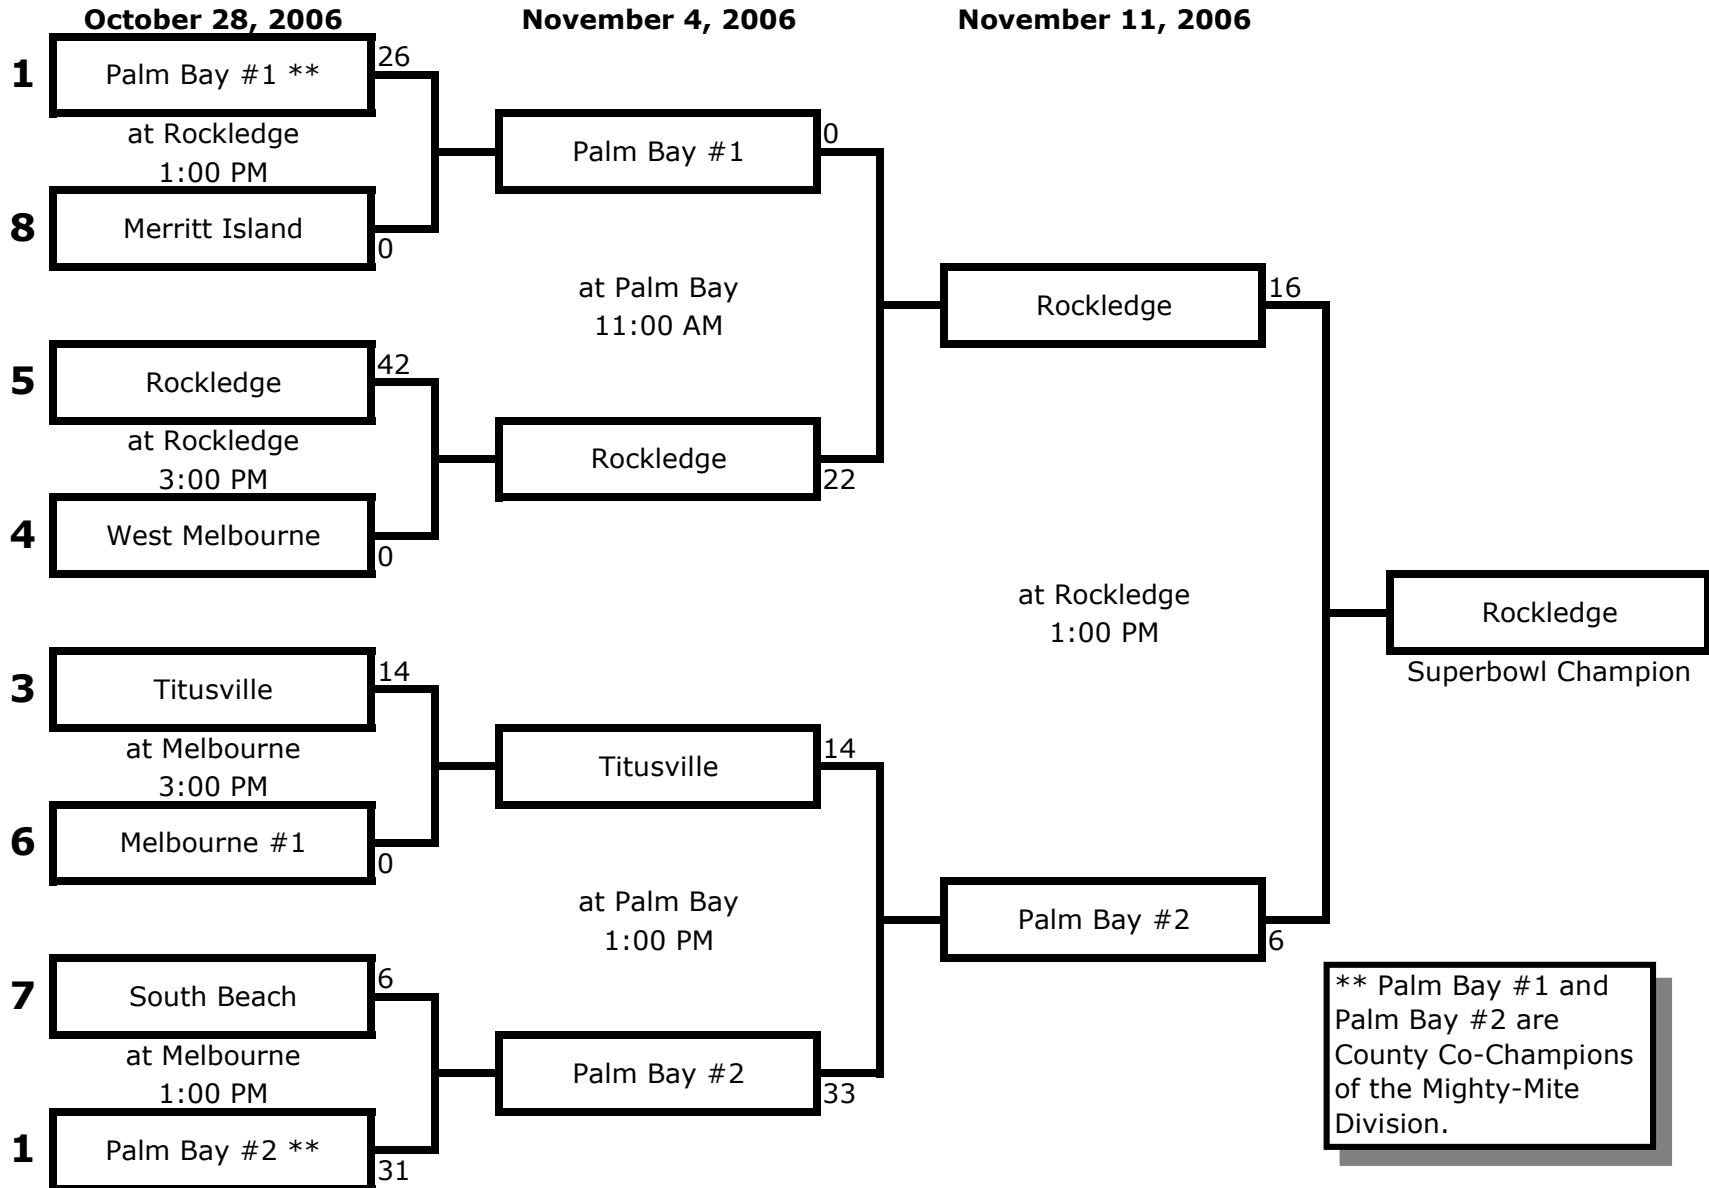 October 28, 2006
November 4, 2006
November 11, 2006
1
Palm Bay #1 **
26
at Rockledge
1:00 PM
8
Merritt Island
0
5
Rockledge
42
at Rockledge
3:00 PM
4
West Melbourne
0
3
Titusville
14
at Melbourne
3:00 PM
6
Melbourne #1
0
7
South Beach
6
at Melbourne
1:00 PM
1
Palm Bay #2 **
31
Palm Bay #1
0
at Palm Bay
11:00 AM
Rockledge
22
Titusville
14
at Palm Bay
1:00 PM
Palm Bay #2
33
Rockledge
16
at Rockledge
1:00 PM
Palm Bay #2
6
Rockledge
Superbowl Champion
** Palm Bay #1 and
Palm Bay #2 are
County Co-Champions
of the Mighty-Mite
Division.